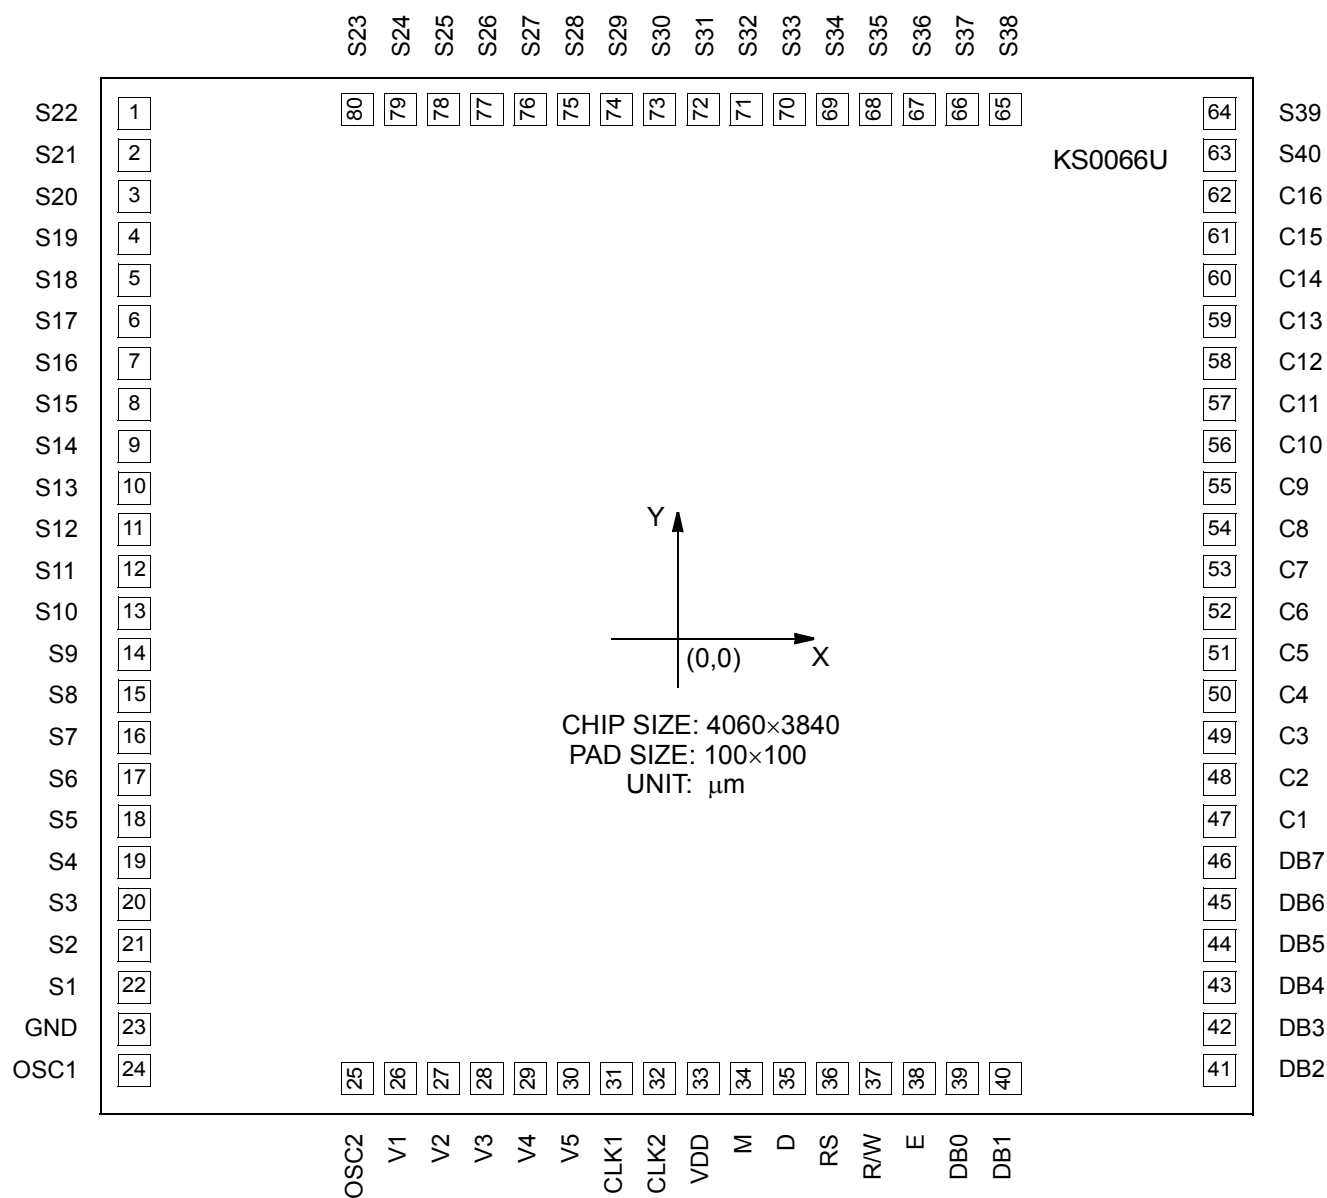 S23 S24 S25 S26 S27 S28 S29 S30 S31 S32 S33 S34 S35 S36 S37 S38
80 79 78 77 76 75 74 73 72 71 70 69 68 67 66 65
S22 1 64 S39
S21 2 KS0066U 63 S40
S20 3 62 C16
S19 4 61 C15
S18 5 60 C14
S17 6 59 C13
S16 7 58 C12
S15 8 57 C11
S14 9 56 C10
S13 10 55 C9
S12 11 Y 54 C8
S11 12 53 C7
S10 13 52 C6
S9 14 (0,0) X 51 C5
S8 15 50 C4
S7 16 CHIP SIZE: 4060×3840 49 C3
PAD SIZE: 100×100
S6 17 UNIT: μm 48 C2
S5 18 47 C1
S4 19 46 DB7
S3 20 45 DB6
S2 21 44 DB5
S1 22 43 DB4
GND 23 42 DB3
OSC1 24 41 DB2
25 26 27 28 29 30 31 32 33 34 35 36 37 38 39 40
OSC2 V1 V2 V3 V4 V5 CLK1 CLK2 VDD M D RS R/W E DB0 DB1